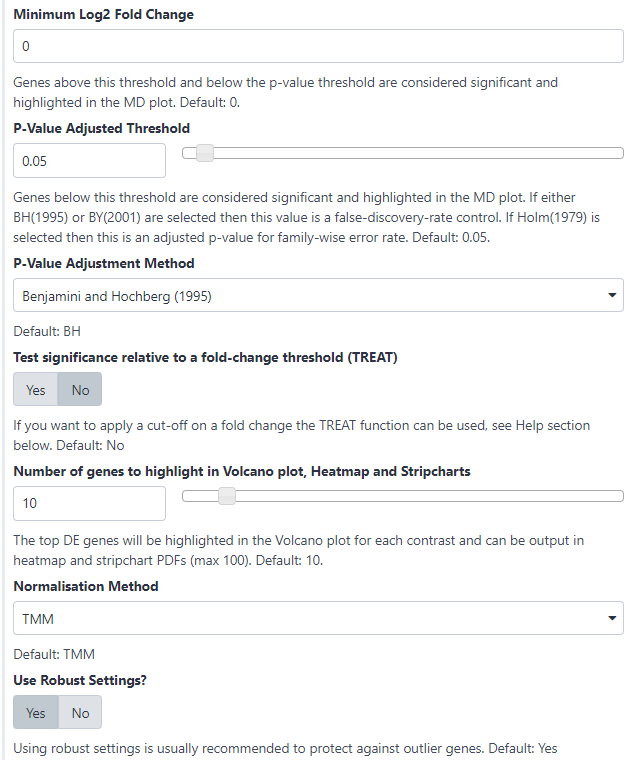 Minimum Log2 Fold Change
0
Genes above this threshold and below the p-value threshold are considered significant and
highlighted in the MD plot. Default: 0.
P-Value Adjusted Threshold
0.05
Genes below this threshold are considered significant and highlighted in the MD plot. If either
BH(1995) or BY(2001) are selected then this value is a false-discovery-rate control. If Holm(1979) is
selected then this is an adjusted p-value for family-wise error rate. Default: 0.05.
P-Value Adjustment Method
Benjamini and Hochberg (1995)
Default: BH
Test significance relative to a fold-change threshold (TREAT)
Yes No
If you want to apply a cut-off on a fold change the TREAT function can be used, see Help section
below. Default: No
Number of genes to highlight in Volcano plot, Heatmap and Stripcharts
10
The top DE genes will be highlighted in the Volcano plot for each contrast and can be output in
heatmap and stripchart PDFs (max 100). Default: 10.
Normalisation Method
TMM
Default: TMM
Use Robust Settings?
Yes No
Using robust settings is usually recommended to protect against outlier genes. Default: Yes